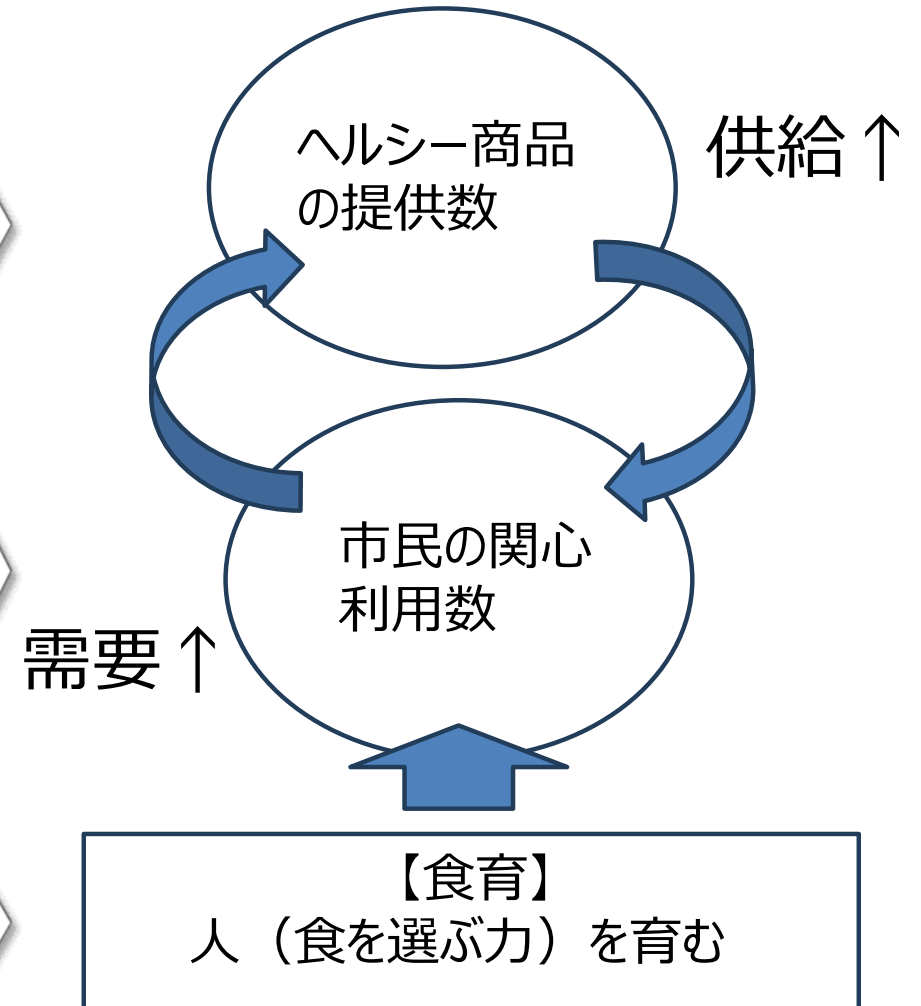 ヘルシー商品
の提供数
供給↑
市民の関心
利用数
需要↑
【食育】
人（食を選ぶ力）を育む